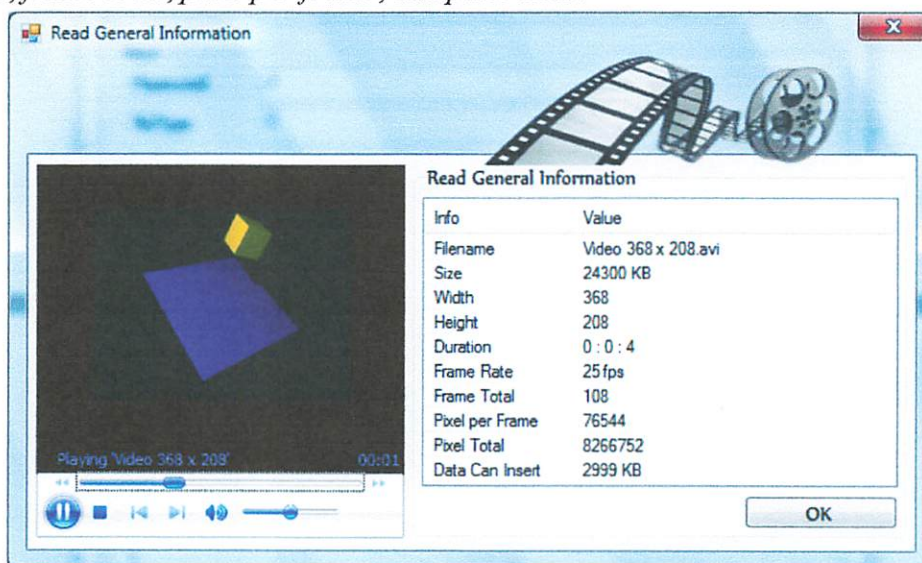 Read General Information
Read General Information
Info Value
Filename Video 368 x 208.avi
Size 24300 KB
Width 368
Height 208
Duration 0 : 0 : 4
Frame Rate 25 fps
Frame Total 108
Pixel per Frame 76544
Pixel Total 8266752
Data Can Insert 2999 KB
Playing 'Video 368 x 208' 00:01
OK